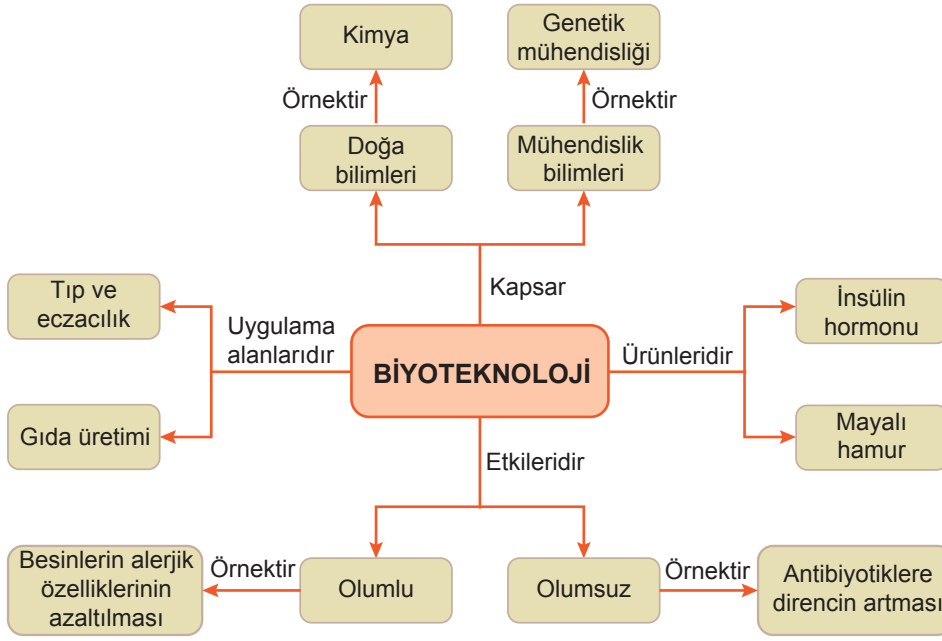 Kimya
Genetik
mühendisliği
Örnektir
Örnektir
Doğa
bilimleri
Mühendislik
bilimleri
Kapsar
Tıp ve
eczacılık
Uygulama
alanlarıdır
Gıda üretimi
BİYOTEKNOLOJİ
Ürünleridir
İnsülin
hormonu
Mayalı
hamur
Etkileridir
Besinlerin alerjik
özelliklerinin
azaltılması
Örnektir
Olumlu
Olumsuz
Örnektir
Antibiyotiklere
direncin artması